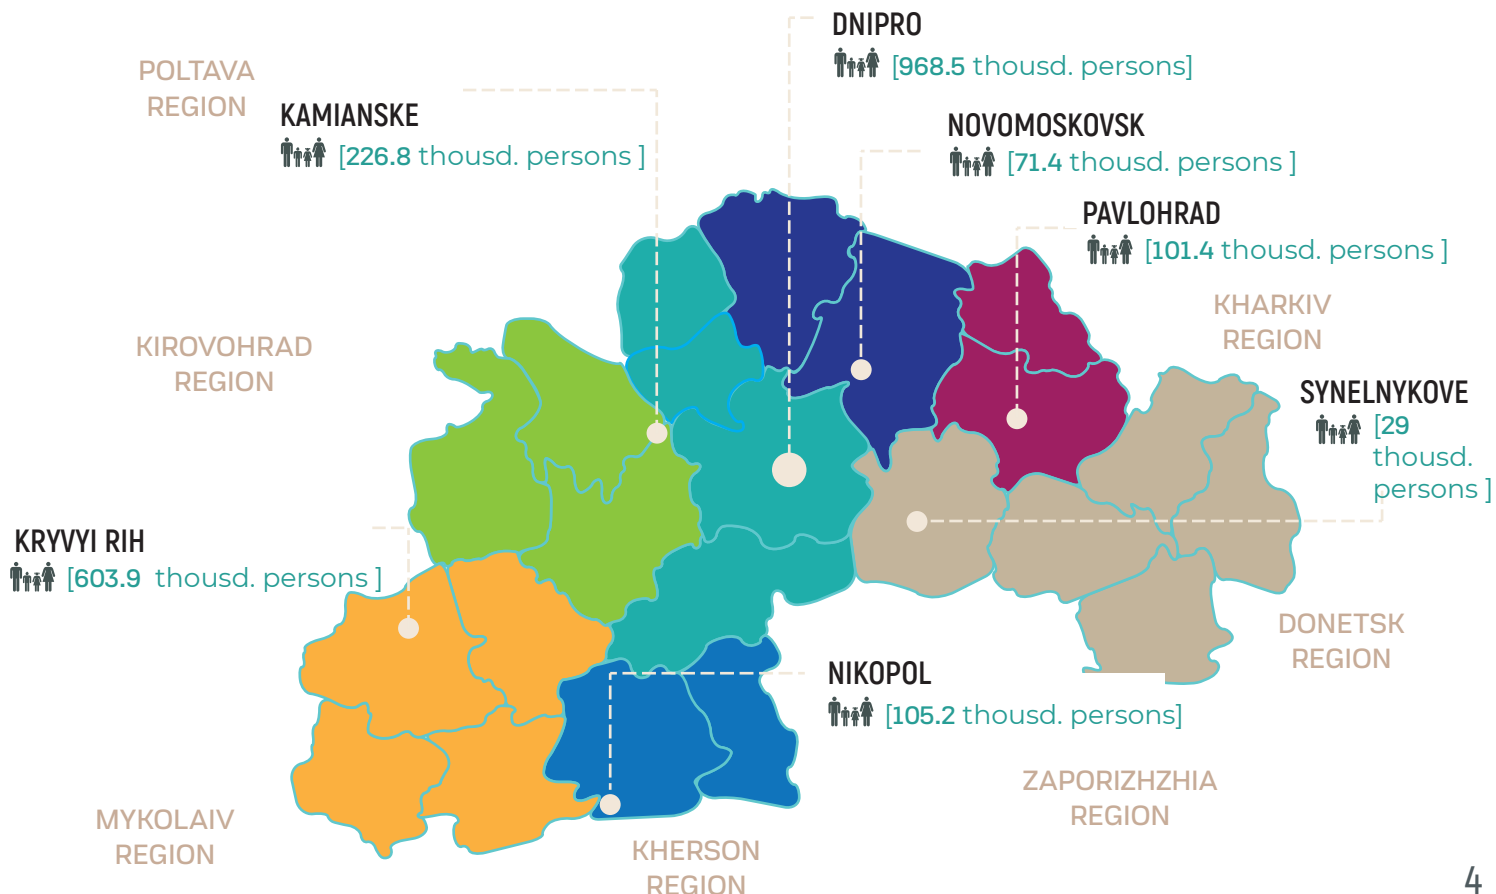 DNIPRO
[968.5 thousd. persons]
POLTAVA
REGION
KAMIANSKE
[226.8 thousd. persons ]
NOVOMOSKOVSK
[71.4 thousd. persons ]
PAVLOHRAD
[101.4 thousd. persons ]
KHARKIV
REGION
KIROVOHRAD
REGION
SYNELNYKOVE
[29
thousd.
persons ]
KRYVYI RIH
[603.9 thousd. persons ]
DONETSK
REGION
NIKOPOL
[105.2 thousd. persons]
ZAPORIZHZHIA
REGION
MYKOLAIV
REGION
KHERSON
REGION
4